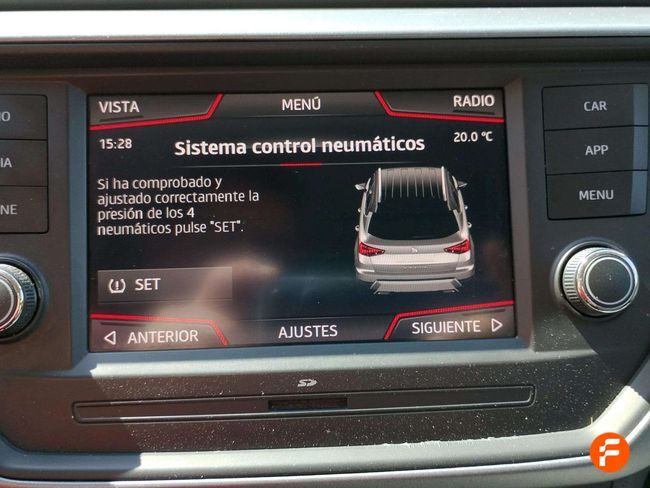 VISTA MENÚ RADIO
15:28 Sistema control neumáticos 20.0 °C
Si ha comprobado y
ajustado correctamente la
presión de los 4
neumáticos pulse "SET".
SET
ANTERIOR AJUSTES SIGUIENTE
CAR
APP
MENU
SD